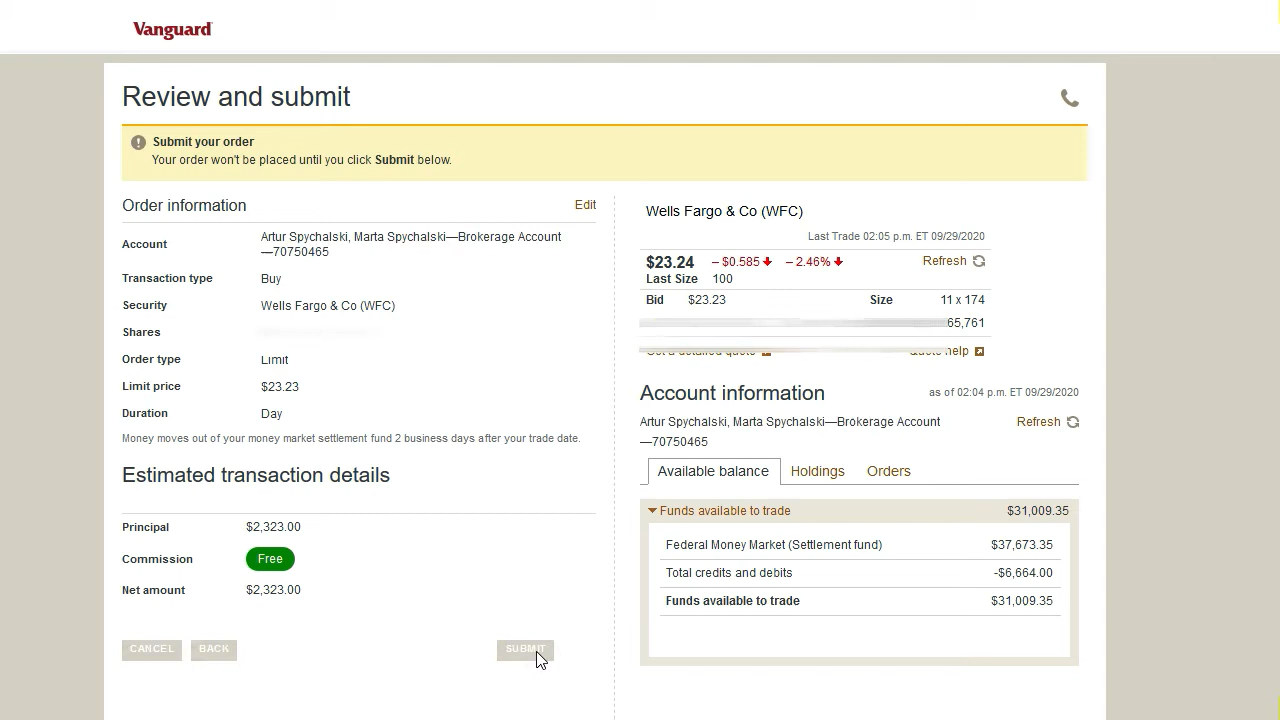 Vanguard
Review and submit
Submit your order
Your order won't be placed until you click Submit below.
Order information
Edit
Account
Artur Spychalski, Marta Spychalski—Brokerage Account
—70750465
Transaction type
Buy
Security
Wells Fargo & Co (WFC)
Shares
Order type
Limit
Limit price
$23.23
Duration
Day
Money moves out of your money market settlement fund 2 business days after your trade date.
Estimated transaction details
Principal
$2,323.00
Commission
Free
Net amount
$2,323.00
CANCEL
BACK
SUBMIT
Wells Fargo & Co (WFC)
Last Trade 02:05 p.m. ET 09/29/2020
$23.24
– $0.585
– 2.46%
Refresh
Last Size
100
Bid
$23.23
Size
11 x 174
65,761
Get a detailed quote
Quote help
Account information
as of 02:04 p.m. ET 09/29/2020
Artur Spychalski, Marta Spychalski—Brokerage Account
—70750465
Refresh
Available balance
Holdings
Orders
Funds available to trade
$31,009.35
Federal Money Market (Settlement fund)
$37,673.35
Total credits and debits
-$6,664.00
Funds available to trade
$31,009.35